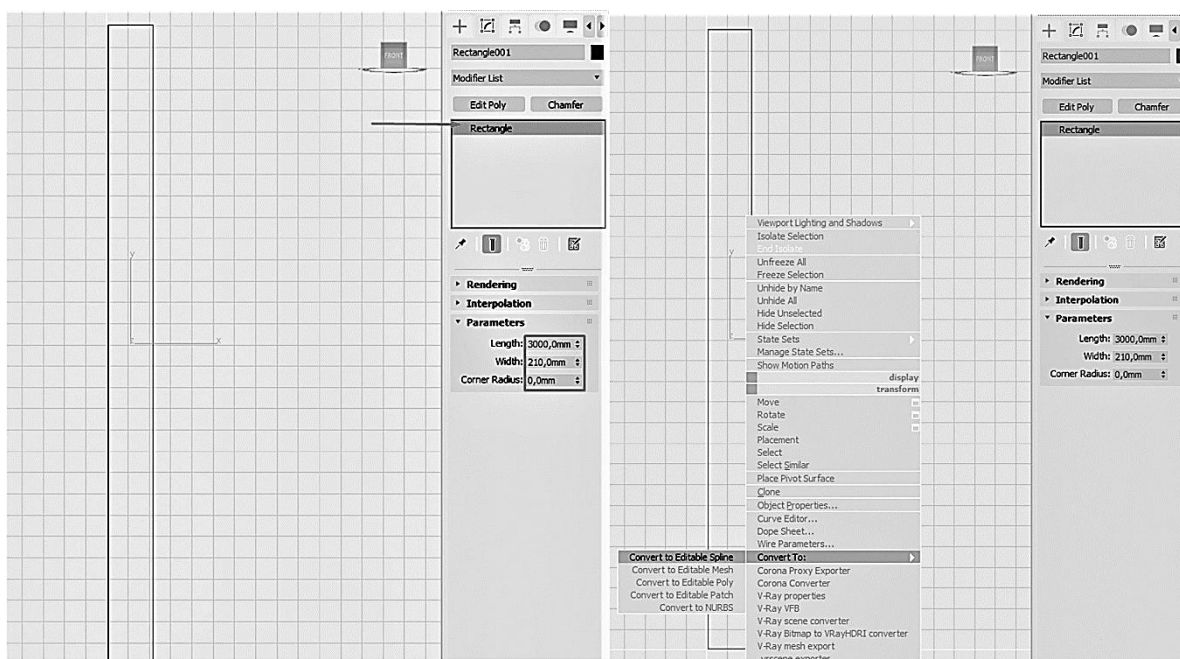 FRONT
y
x
Rectangle001
Modifier List
Edit Poly Chamfer
Rectangle
Rendering
Interpolation
Parameters
Length: 3000,0mm
Width: 210,0mm
Corner Radius: 0,0mm
FRONT
y
Viewport Lighting and Shadows
Isolate Selection
End Isolate
Unfreeze All
Freeze Selection
Unhide by Name
Unhide All
Hide Unselected
Hide Selection
State Sets
Manage State Sets...
Show Motion Paths
display
transform
Move
Rotate
Scale
Placement
Select
Select Similar
Place Pivot Surface
Clone
Object Properties...
Curve Editor...
Dope Sheet...
Wire Parameters...
Convert To:
Convert to Editable Spline
Convert to Editable Mesh
Convert to Editable Poly
Convert to Editable Patch
Convert to NURBS
Corona Proxy Exporter
Corona Converter
V-Ray properties
V-Ray VFB
V-Ray scene converter
V-Ray Bitmap to VRayHDRI converter
V-Ray mesh export
.vrscene exporter
Rectangle001
Modifier List
Edit Poly Chamfer
Rectangle
Rendering
Interpolation
Parameters
Length: 3000,0mm
Width: 210,0mm
Corner Radius: 0,0mm